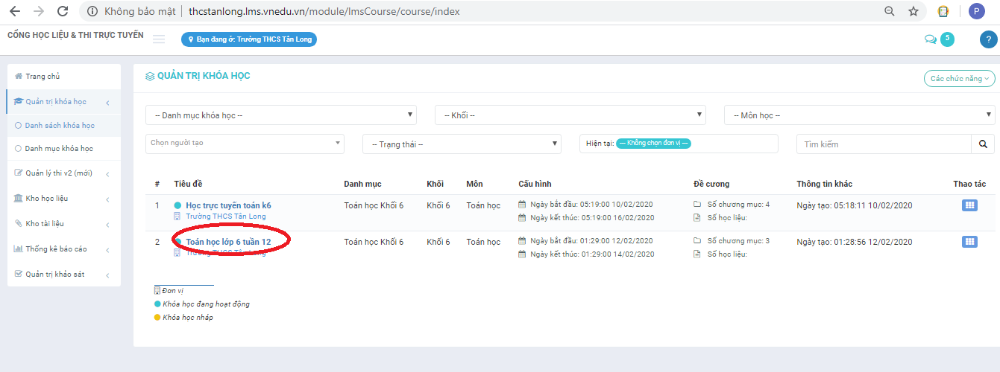 Không bảo mật | thcstanlong.lms.vnedu.vn/module/lmsCourse/course/index
P
CỔNG HỌC LIỆU & THI TRỰC TUYẾN
Bạn đang ở: Trường THCS Tân Long
5
?
Trang chủ
Quản trị khóa học
Danh sách khóa học
Danh mục khóa học
Quản lý thi v2 (mới)
Kho học liệu
Kho tài liệu
Thống kê báo cáo
Quản trị khảo sát
QUẢN TRỊ KHÓA HỌC
Các chức năng
-- Danh mục khóa học --
-- Khối --
-- Môn học --
Chọn người tạo
-- Trạng thái --
Hiện tại: --- Không chọn đơn vị ---
Tìm kiếm
# Tiêu đề Danh mục Khối Môn Cấu hình Đề cương Thông tin khác Thao tác
1 Học trực tuyến toán k6 Toán học Khối 6 Khối 6 Toán học Ngày bắt đầu: 05:19:00 10/02/2020 Số chương mục: 4 Ngày tạo: 05:18:11 10/02/2020
Trường THCS Tân Long Ngày kết thúc: 05:19:00 16/02/2020 Số học liệu:
2 Toán học lớp 6 tuần 12 Toán học Khối 6 Khối 6 Toán học Ngày bắt đầu: 01:29:00 12/02/2020 Số chương mục: 3 Ngày tạo: 01:28:56 12/02/2020
Trường THCS Tân Long Ngày kết thúc: 01:29:00 14/02/2020 Số học liệu:
Đơn vị
Khóa học đang hoạt động
Khóa học nháp